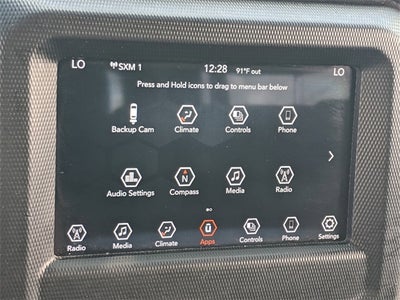 LO SXM 1 12:28 91°F out LO
Press and Hold icons to drag to menu bar below
Backup Cam Climate Controls Phone
N
Audio Settings Compass Media Radio
Radio Media Climate Apps Controls Phone Settings